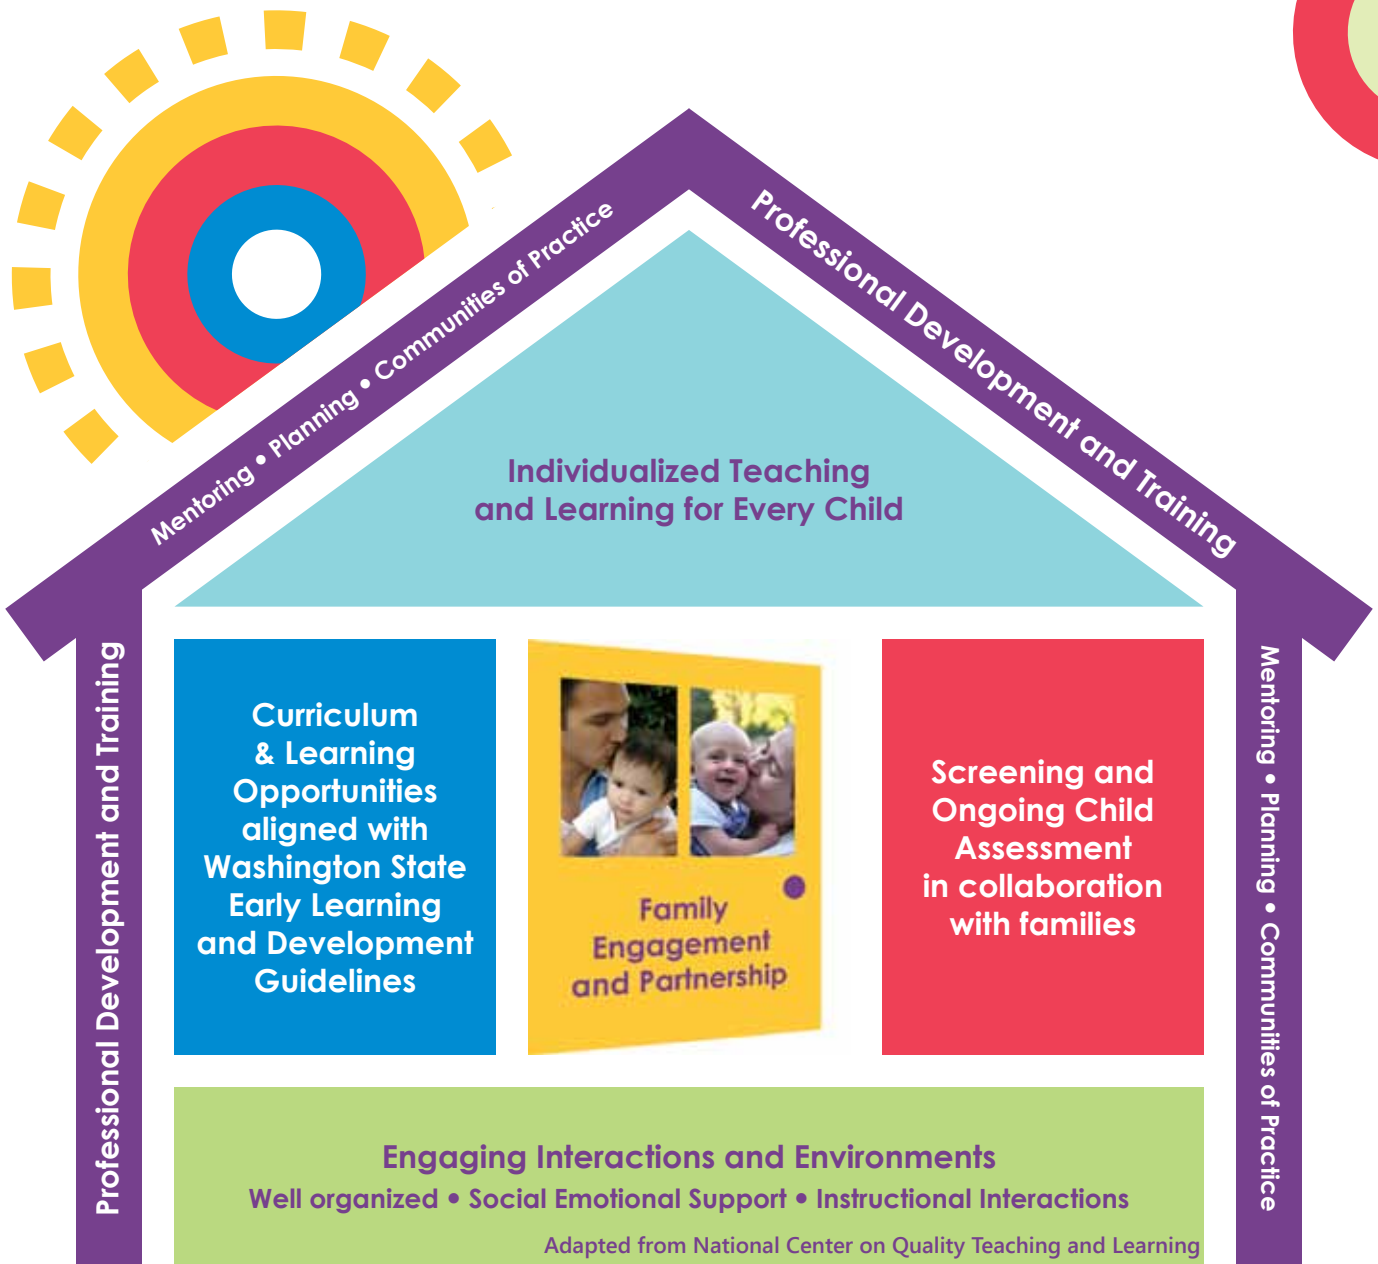 Mentoring • Planning • Communities of Practice
Professional Development and Training
Individualized Teaching
and Learning for Every Child
Professional Development and Training
Curriculum
& Learning
Opportunities
aligned with
Washington State
Early Learning
and Development
Guidelines
Family
Engagement
and Partnership
Screening and
Ongoing Child
Assessment
in collaboration
with families
Mentoring • Planning • Communities of Practice
Engaging Interactions and Environments
Well organized • Social Emotional Support • Instructional Interactions
Adapted from National Center on Quality Teaching and Learning